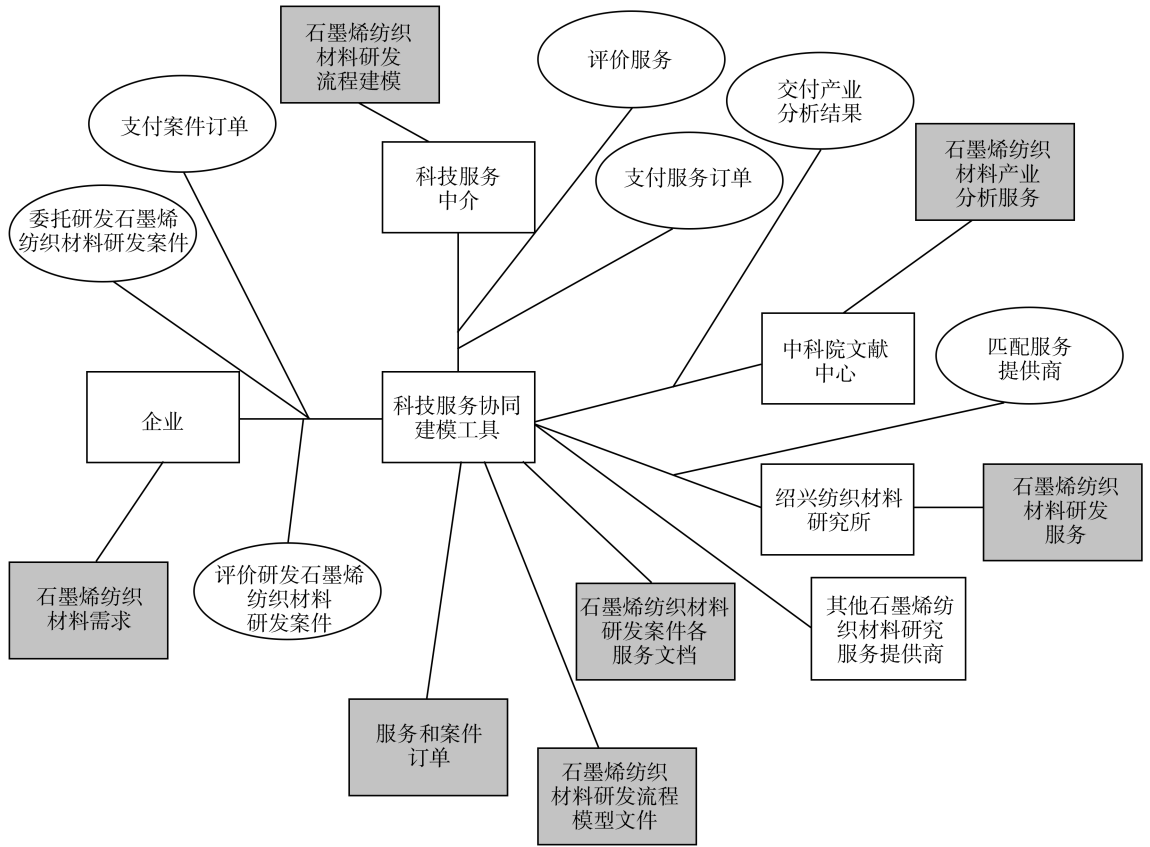 石墨烯纺织
材料研发
流程建模
评价服务
交付产业
分析结果
支付案件订单
石墨烯纺织
材料产业
分析服务
科技服务
中介
支付服务订单
委托研发石墨烯
纺织材料研发案件
中科院文献
中心
匹配服务
提供商
企业
科技服务协同
建模工具
绍兴纺织材料
研究所
石墨烯纺织
材料研发
服务
石墨烯纺织
材料需求
评价研发石墨烯
纺织材料
研发案件
石墨烯纺织材料
研发案件各
服务文档
其他石墨烯纺
织材料研究
服务提供商
服务和案件
订单
石墨烯纺织
材料研发流程
模型文件